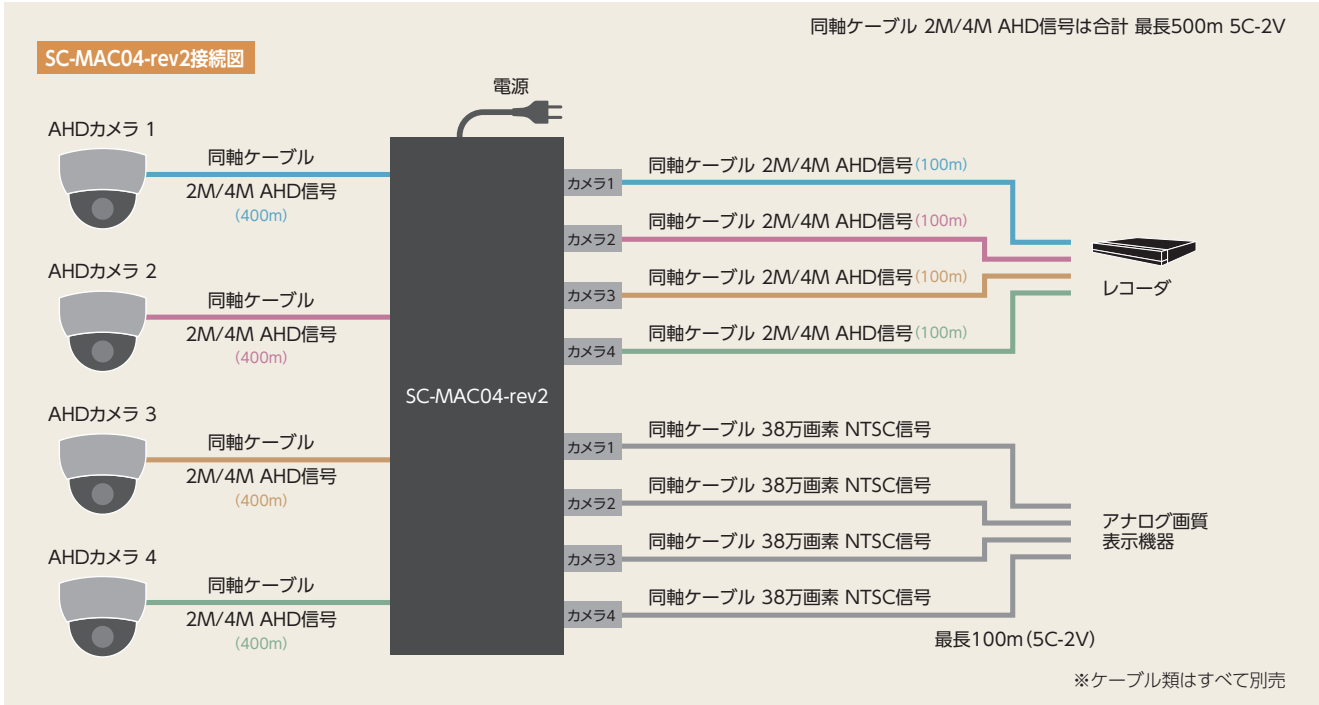 同軸ケーブル 2M/4M AHD信号は合計 最長500m 5C-2V
SC-MAC04-rev2接続図
電源
AHDカメラ 1
同軸ケーブル
2M/4M AHD信号
(400m)
AHDカメラ 2
同軸ケーブル
2M/4M AHD信号
(400m)
AHDカメラ 3
同軸ケーブル
2M/4M AHD信号
(400m)
AHDカメラ 4
同軸ケーブル
2M/4M AHD信号
(400m)
SC-MAC04-rev2
カメラ1
同軸ケーブル 2M/4M AHD信号(100m)
カメラ2
同軸ケーブル 2M/4M AHD信号(100m)
カメラ3
同軸ケーブル 2M/4M AHD信号(100m)
カメラ4
同軸ケーブル 2M/4M AHD信号(100m)
レコーダ
カメラ1
同軸ケーブル 38万画素 NTSC信号
カメラ2
同軸ケーブル 38万画素 NTSC信号
カメラ3
同軸ケーブル 38万画素 NTSC信号
カメラ4
同軸ケーブル 38万画素 NTSC信号
アナログ画質
表示機器
最長100m(5C-2V)
※ケーブル類はすべて別売